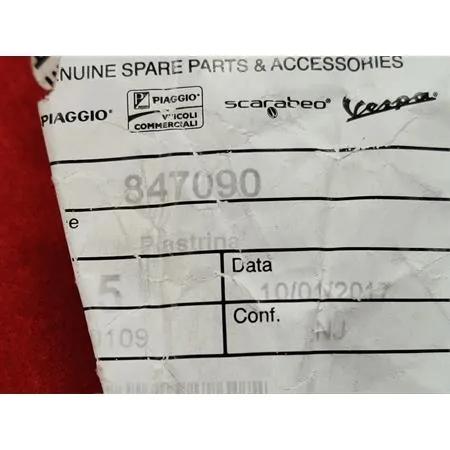 ENUINE SPARE PARTS & ACCESSORIES
PIAGGIO® P PIAGGIO® VEICOLI COMMERCIALI scarabeo® Vespa®
847090
e
Piastrina
5 Data 10/01/2017
0109 Conf. NJ